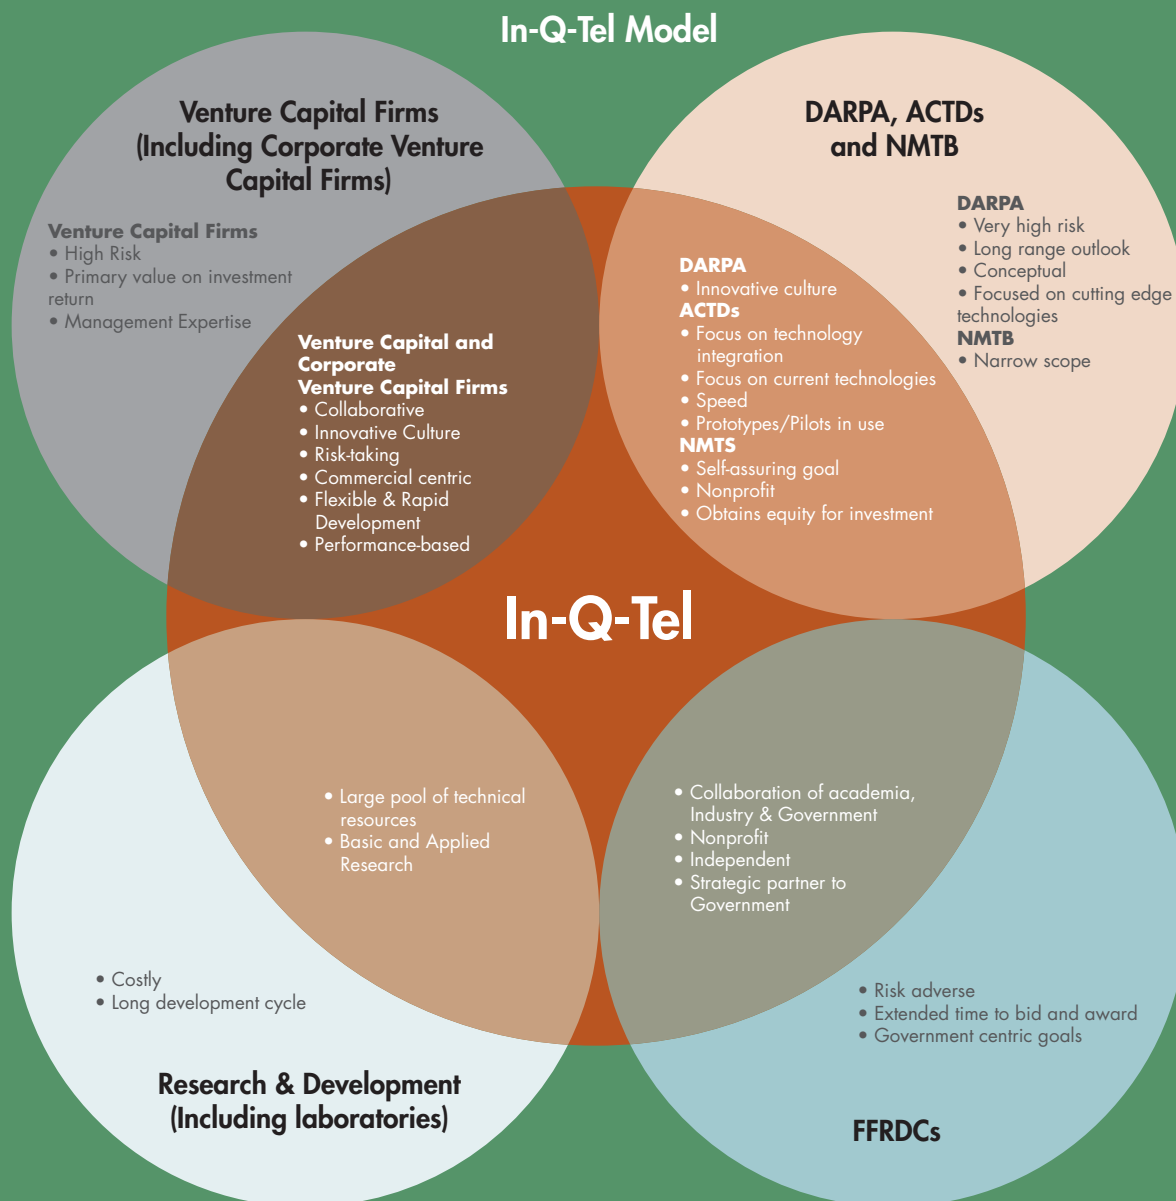 In-Q-Tel Model
Venture Capital Firms
(Including Corporate Venture
Capital Firms)
Venture Capital Firms
• High Risk
• Primary value on investment
return
• Management Expertise
Venture Capital and
Corporate
Venture Capital Firms
• Collaborative
• Innovative Culture
• Risk-taking
• Commercial centric
• Flexible & Rapid
Development
• Performance-based
DARPA, ACTDs
and NMTB
DARPA
• Very high risk
• Long range outlook
• Conceptual
• Focused on cutting edge
technologies
NMTB
• Narrow scope
DARPA
• Innovative culture
ACTDs
• Focus on technology
integration
• Focus on current technologies
• Speed
• Prototypes/Pilots in use
NMTS
• Self-assuring goal
• Nonprofit
• Obtains equity for investment
In-Q-Tel
• Large pool of technical
resources
• Basic and Applied
Research
• Costly
• Long development cycle
Research & Development
(Including laboratories)
• Collaboration of academia,
Industry & Government
• Nonprofit
• Independent
• Strategic partner to
Government
• Risk adverse
• Extended time to bid and award
• Government centric goals
FFRDCs